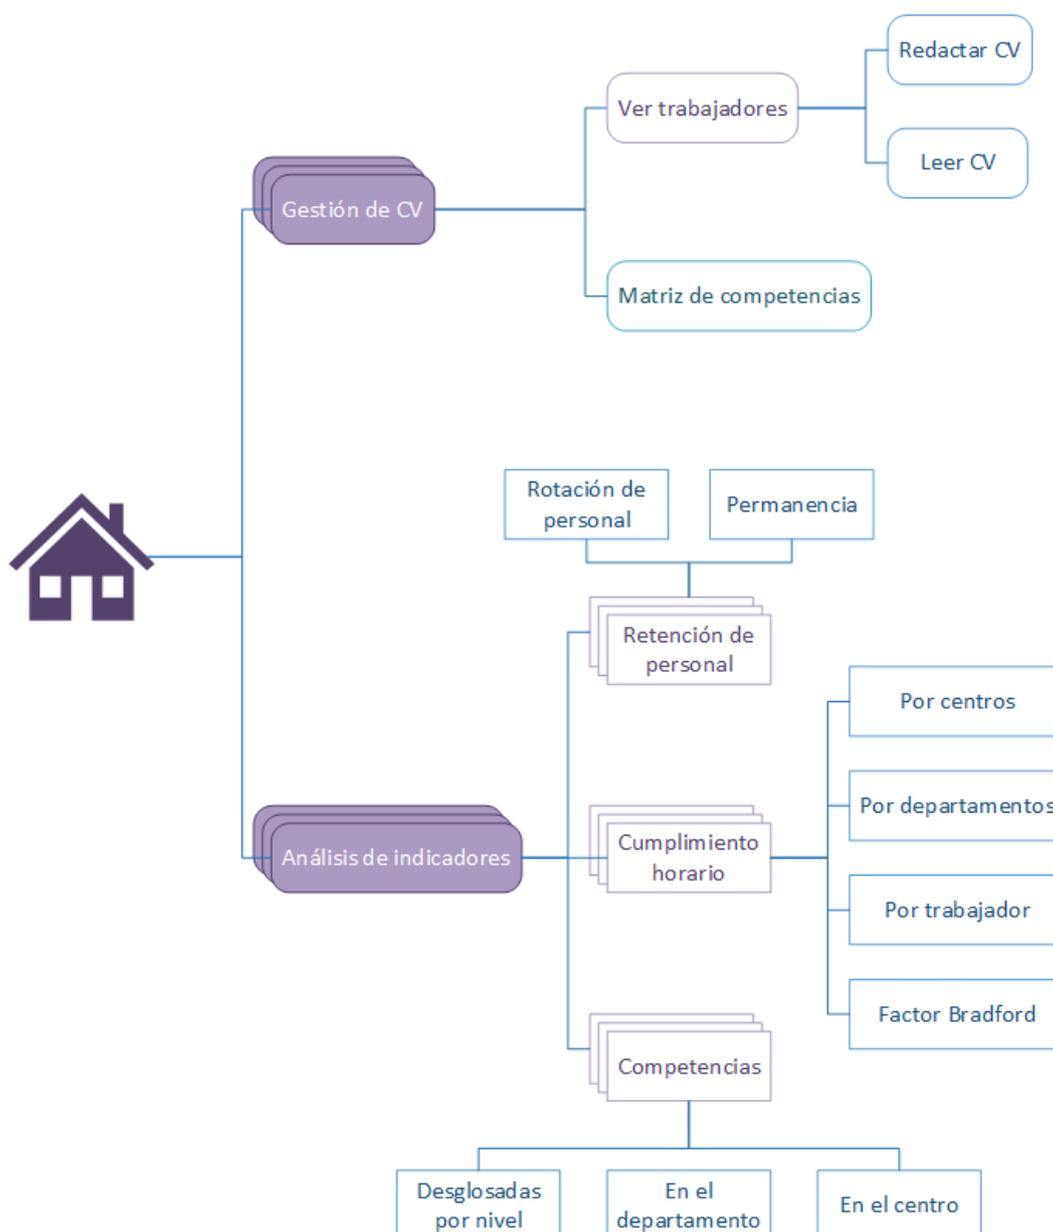 Redactar CV
Ver trabajadores
Leer CV
Gestión de CV
Matriz de competencias
Rotación de
personal
Permanencia
Retención de
personal
Por centros
Por departamentos
Cumplimiento
horario
Análisis de indicadores
Por trabajador
Factor Bradford
Competencias
Desglosadas
por nivel
En el
departamento
En el centro